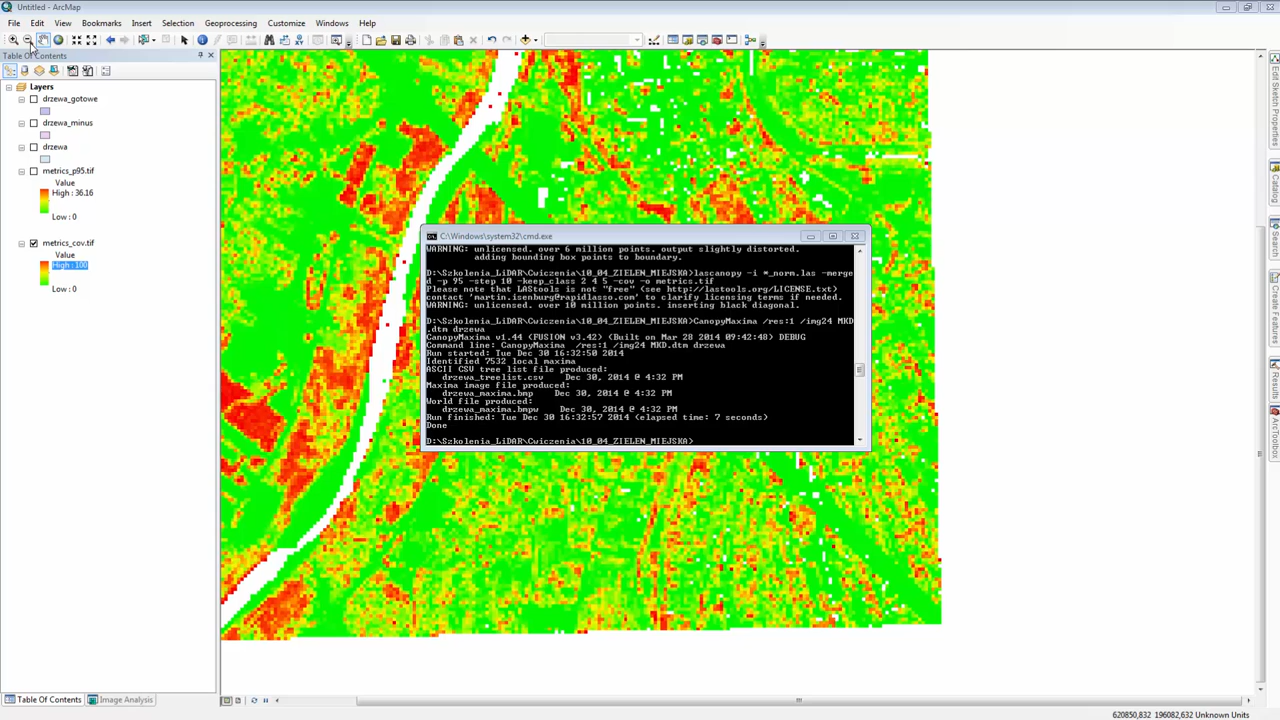 Untitled - ArcMap
File Edit View Bookmarks Insert Selection Geoprocessing Customize Windows Help
Table Of Contents
Layers
drzewa_gotowe
drzewa_minus
drzewa
metrics_p95.tif
Value
High : 36.16
Low : 0
metrics_cov.tif
Value
High : 100
Low : 0
C:\Windows\system32\cmd.exe
WARNING: unlicensed. over 6 million points. output slightly distorted.
adding bounding box points to boundary.
D:\Szkolenia_LiDAR\Cwiczenia\10_04_ZIELEN_MIEJSKA>lascanopy -i *_norm.las -merge
d -p 95 -step 10 -keep_class 2 4 5 -cov -o metrics.tif
Please note that LAStools is not "free" (see http://lastools.org/LICENSE.txt)
contact 'martin.isenburg@rapidlasso.com' to clarify licensing terms if needed.
WARNING: unlicensed. over 10 million points. inserting black diagonal.
D:\Szkolenia_LiDAR\Cwiczenia\10_04_ZIELEN_MIEJSKA>CanopyMaxima /res:1 /img24 MKD
.dtm drzewa
CanopyMaxima v1.44 (FUSION v3.42) (Built on Mar 28 2014 09:42:48) DEBUG
Command line: CanopyMaxima /res:1 /img24 MKD.dtm drzewa
Run started: Tue Dec 30 16:32:50 2014
Identified 7532 local maxima
ASCII CSV tree list file produced:
drzewa_treelist.csv Dec 30, 2014 @ 4:32 PM
Maxima image file produced:
drzewa_maxima.bmp Dec 30, 2014 @ 4:32 PM
World file produced:
drzewa_maxima.bmpw Dec 30, 2014 @ 4:32 PM
Run finished: Tue Dec 30 16:32:57 2014 (elapsed time: 7 seconds)
Done
D:\Szkolenia_LiDAR\Cwiczenia\10_04_ZIELEN_MIEJSKA>
Edit Sketch Properties
Catalog
Search
Create Features
Results
ArcToolbox
Table Of Contents Image Analysis
620850,832 196082,632 Unknown Units